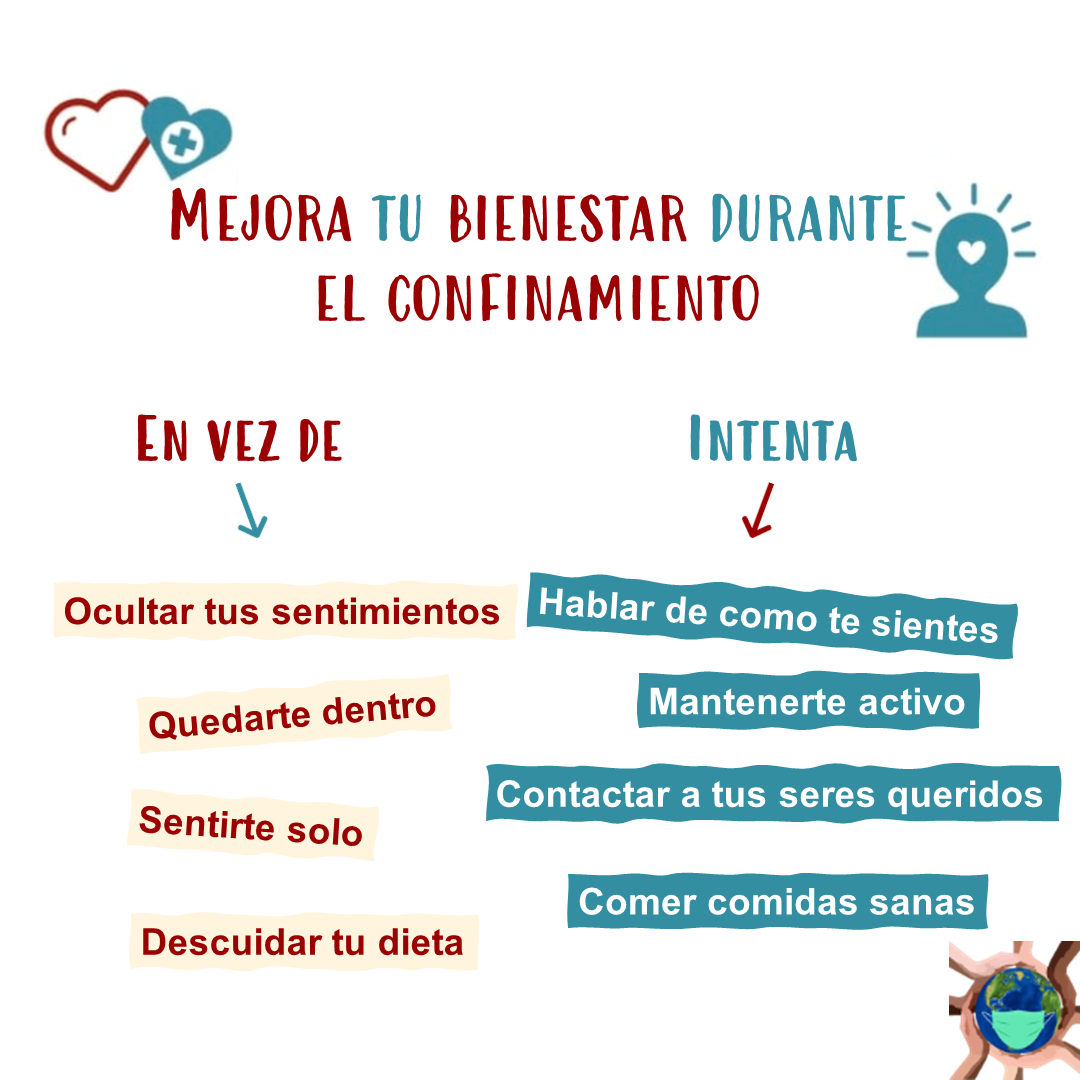 Mejora tu bienestar durante
el confinamiento
En vez de
Intenta
Ocultar tus sentimientos
Hablar de como te sientes
Quedarte dentro
Mantenerte activo
Sentirte solo
Contactar a tus seres queridos
Descuidar tu dieta
Comer comidas sanas